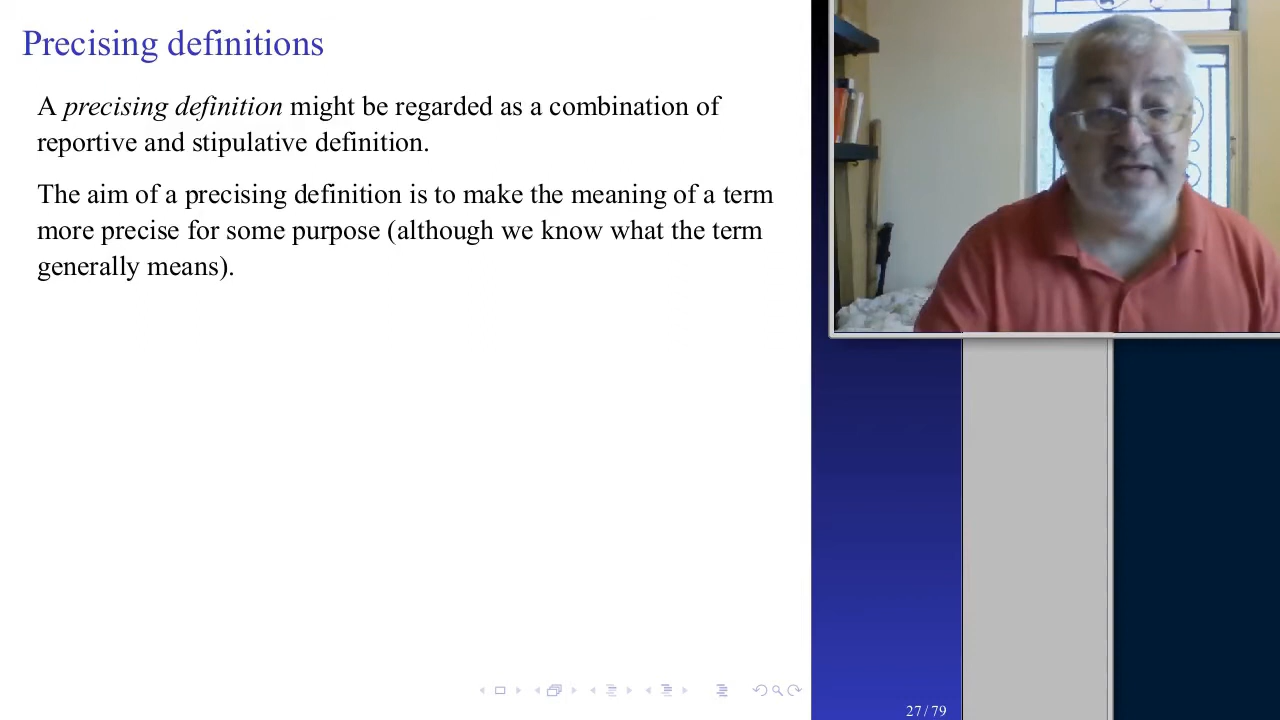 Precising definitions
A precising definition might be regarded as a combination of
reportive and stipulative definition.
The aim of a precising definition is to make the meaning of a term
more precise for some purpose (although we know what the term
generally means).
27 / 79